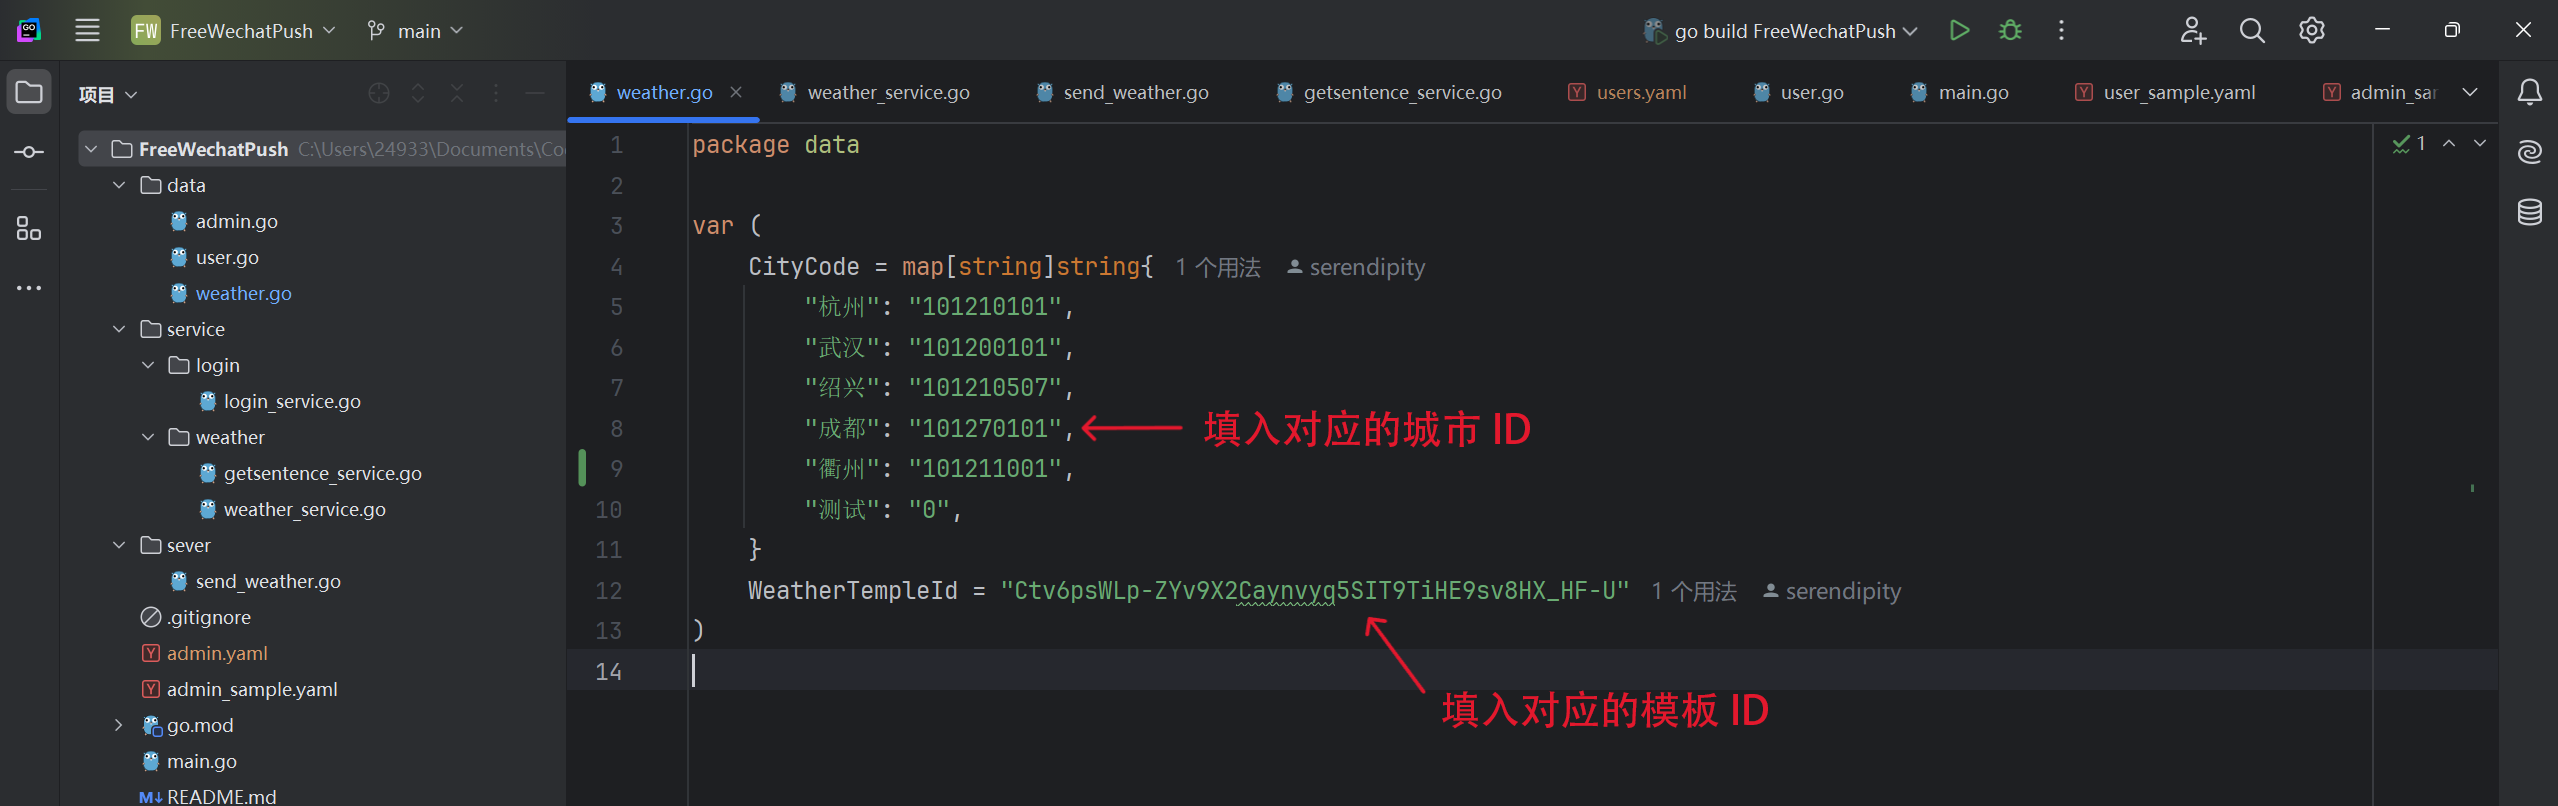 FW FreeWechatPush main go build FreeWechatPush
项目
weather.go weather_service.go send_weather.go getsentence_service.go users.yaml user.go main.go user_sample.yaml admin_sar
FreeWechatPush C:\Users\24933\Documents\Co
data
admin.go
user.go
weather.go
service
login
login_service.go
weather
getsentence_service.go
weather_service.go
sever
send_weather.go
.gitignore
admin.yaml
admin_sample.yaml
go.mod
main.go
README.md
1 package data
2
3 var (
4 CityCode = map[string]string{ 1 个用法 serendipity
5 "杭州": "101210101",
6 "武汉": "101200101",
7 "绍兴": "101210507",
8 "成都": "101270101", 填入对应的城市 ID
9 "衢州": "101211001",
10 "测试": "0",
11 }
12 WeatherTempleId = "Ctv6psWLp-ZYv9X2Caynvyq5SIT9TiHE9sv8HX_HF-U" 1 个用法 serendipity
13 )
14
填入对应的模板 ID
1